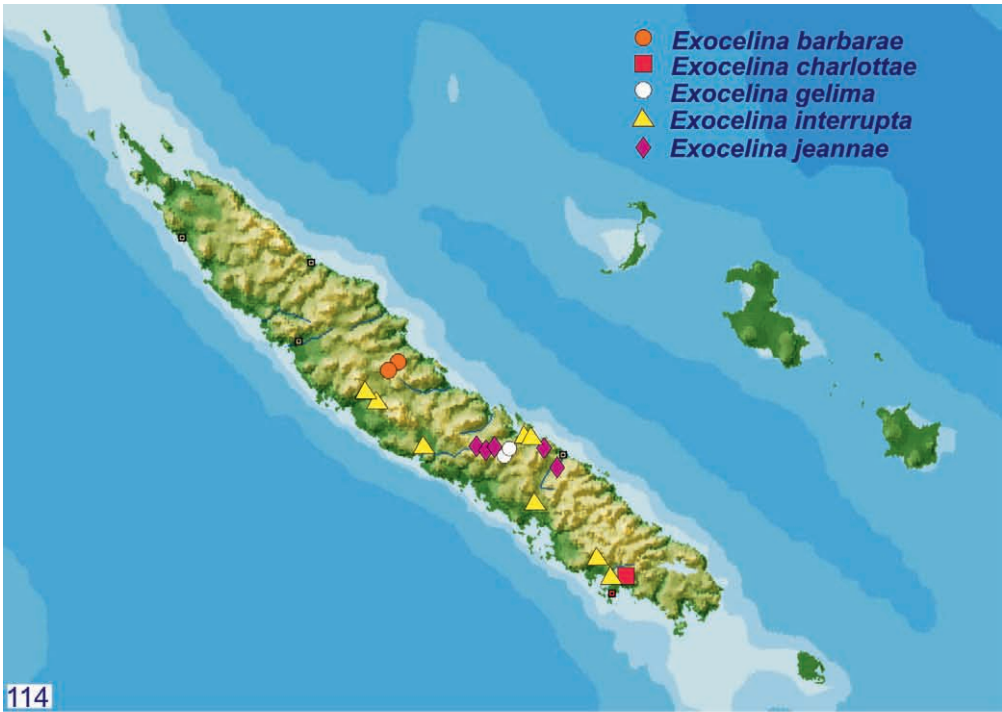 Exocelina barbarae
Exocelina charlottae
Exocelina gelima
Exocelina interrupta
Exocelina jeannae
114